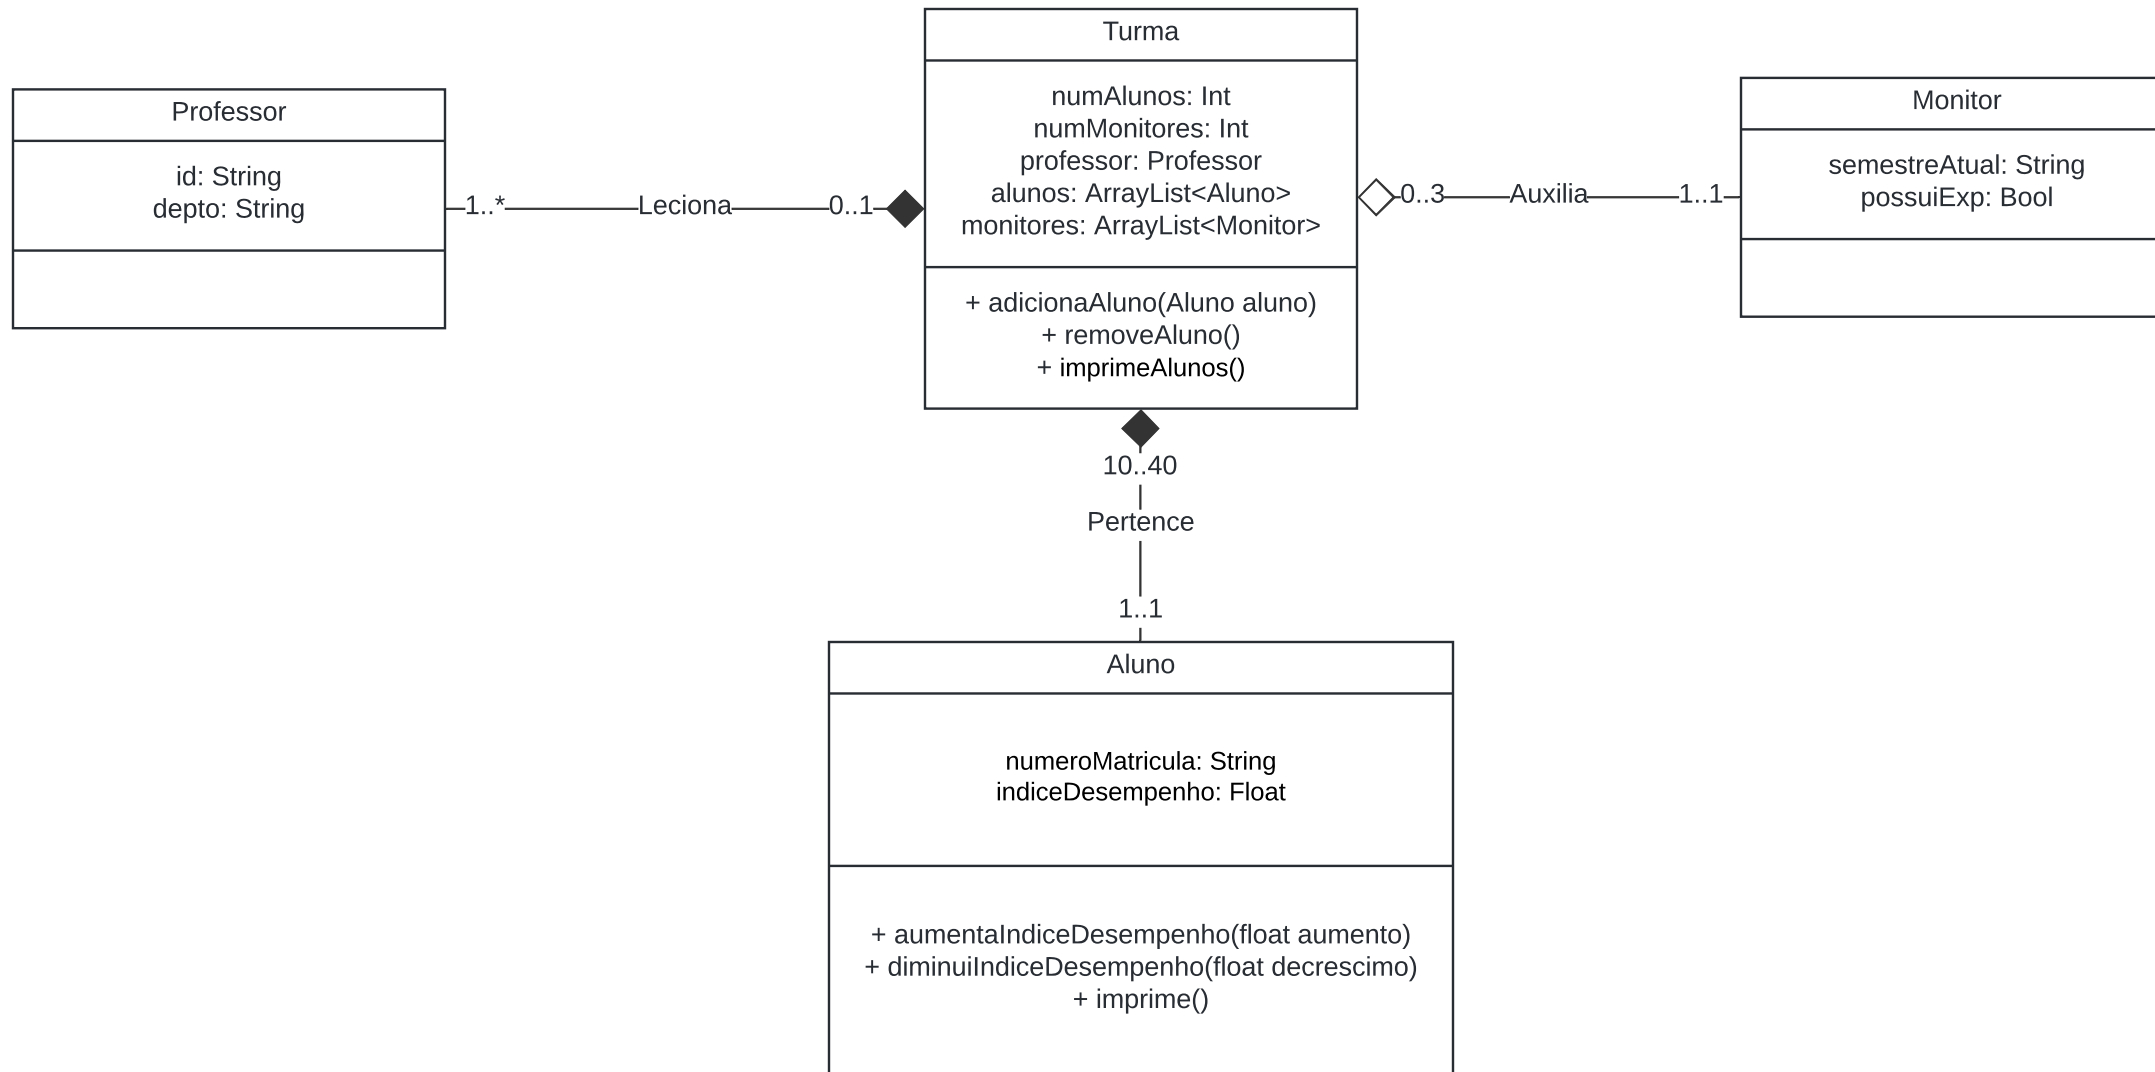 Turma
numAlunos: Int
numMonitores: Int
professor: Professor
alunos: ArrayList<Aluno>
monitores: ArrayList<Monitor>
+ adicionaAluno(Aluno aluno)
+ removeAluno()
+ imprimeAlunos()
Professor
id: String
depto: String
1..*
Leciona
0..1
0..3
Auxilia
1..1
Monitor
semestreAtual: String
possuiExp: Bool
10..40
Pertence
1..1
Aluno
numeroMatricula: String
indiceDesempenho: Float
+ aumentaIndiceDesempenho(float aumento)
+ diminuiIndiceDesempenho(float decrescimo)
+ imprime()